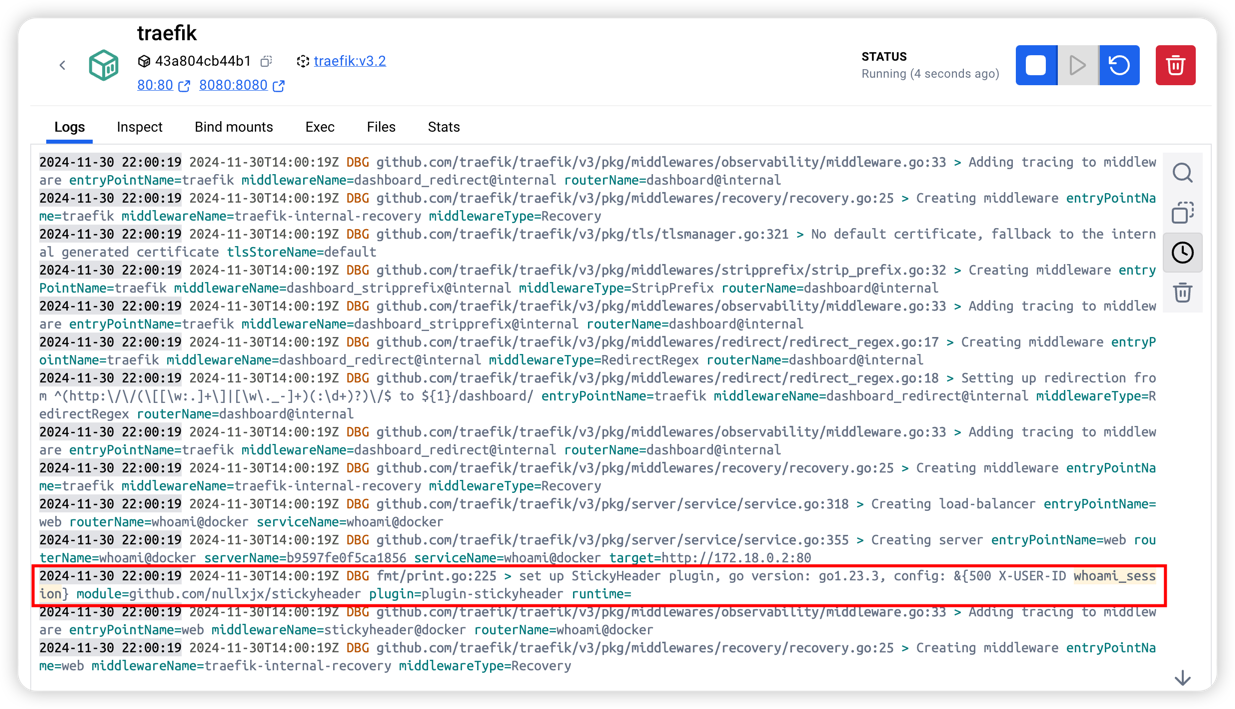 traefik
43a804cb44b1 traefik:v3.2
80:80 8080:8080
STATUS
Running (4 seconds ago)
Logs Inspect Bind mounts Exec Files Stats
2024-11-30 22:00:19 2024-11-30T14:00:19Z DBG github.com/traefik/traefik/v3/pkg/middlewares/observability/middleware.go:33 > Adding tracing to middlew
are entryPointName=traefik middlewareName=dashboard_redirect@internal routerName=dashboard@internal
2024-11-30 22:00:19 2024-11-30T14:00:19Z DBG github.com/traefik/traefik/v3/pkg/middlewares/recovery/recovery.go:25 > Creating middleware entryPointNa
me=traefik middlewareName=traefik-internal-recovery middlewareType=Recovery
2024-11-30 22:00:19 2024-11-30T14:00:19Z DBG github.com/traefik/traefik/v3/pkg/tls/tlsmanager.go:321 > No default certificate, fallback to the intern
al generated certificate tlsStoreName=default
2024-11-30 22:00:19 2024-11-30T14:00:19Z DBG github.com/traefik/traefik/v3/pkg/middlewares/stripprefix/strip_prefix.go:32 > Creating middleware entry
PointName=traefik middlewareName=dashboard_stripprefix@internal middlewareType=StripPrefix routerName=dashboard@internal
2024-11-30 22:00:19 2024-11-30T14:00:19Z DBG github.com/traefik/traefik/v3/pkg/middlewares/observability/middleware.go:33 > Adding tracing to middlew
are entryPointName=traefik middlewareName=dashboard_stripprefix@internal routerName=dashboard@internal
2024-11-30 22:00:19 2024-11-30T14:00:19Z DBG github.com/traefik/traefik/v3/pkg/middlewares/redirect/redirect_regex.go:17 > Creating middleware entryP
ointName=traefik middlewareName=dashboard_redirect@internal middlewareType=RedirectRegex routerName=dashboard@internal
2024-11-30 22:00:19 2024-11-30T14:00:19Z DBG github.com/traefik/traefik/v3/pkg/middlewares/redirect/redirect_regex.go:18 > Setting up redirection fro
m ^(http:\/\/(\[[\w:.]+\]|[\w\._-]+)(:\d+)?)\/$ to ${1}/dashboard/ entryPointName=traefik middlewareName=dashboard_redirect@internal middlewareType=R
edirectRegex routerName=dashboard@internal
2024-11-30 22:00:19 2024-11-30T14:00:19Z DBG github.com/traefik/traefik/v3/pkg/middlewares/observability/middleware.go:33 > Adding tracing to middlew
are entryPointName=traefik middlewareName=dashboard_redirect@internal routerName=dashboard@internal
2024-11-30 22:00:19 2024-11-30T14:00:19Z DBG github.com/traefik/traefik/v3/pkg/middlewares/recovery/recovery.go:25 > Creating middleware entryPointNa
me=traefik middlewareName=traefik-internal-recovery middlewareType=Recovery
2024-11-30 22:00:19 2024-11-30T14:00:19Z DBG github.com/traefik/traefik/v3/pkg/server/service/service.go:318 > Creating load-balancer entryPointName=
web routerName=whoami@docker serviceName=whoami@docker
2024-11-30 22:00:19 2024-11-30T14:00:19Z DBG github.com/traefik/traefik/v3/pkg/server/service/service.go:355 > Creating server entryPointName=web rou
terName=whoami@docker serverName=b9597fe0f5ca1856 serviceName=whoami@docker target=http://172.18.0.2:80
2024-11-30 22:00:19 2024-11-30T14:00:19Z DBG fmt/print.go:225 > set up StickyHeader plugin, go version: go1.23.3, config: &{500 X-USER-ID whoami_sess
ion} module=github.com/nullxjx/stickyheader plugin=plugin-stickyheader runtime=
2024-11-30 22:00:19 2024-11-30T14:00:19Z DBG github.com/traefik/traefik/v3/pkg/middlewares/observability/middleware.go:33 > Adding tracing to middlew
are entryPointName=web middlewareName=stickyheader@docker routerName=whoami@docker
2024-11-30 22:00:19 2024-11-30T14:00:19Z DBG github.com/traefik/traefik/v3/pkg/middlewares/recovery/recovery.go:25 > Creating middleware entryPointNa
me=web middlewareName=traefik-internal-recovery middlewareType=Recovery